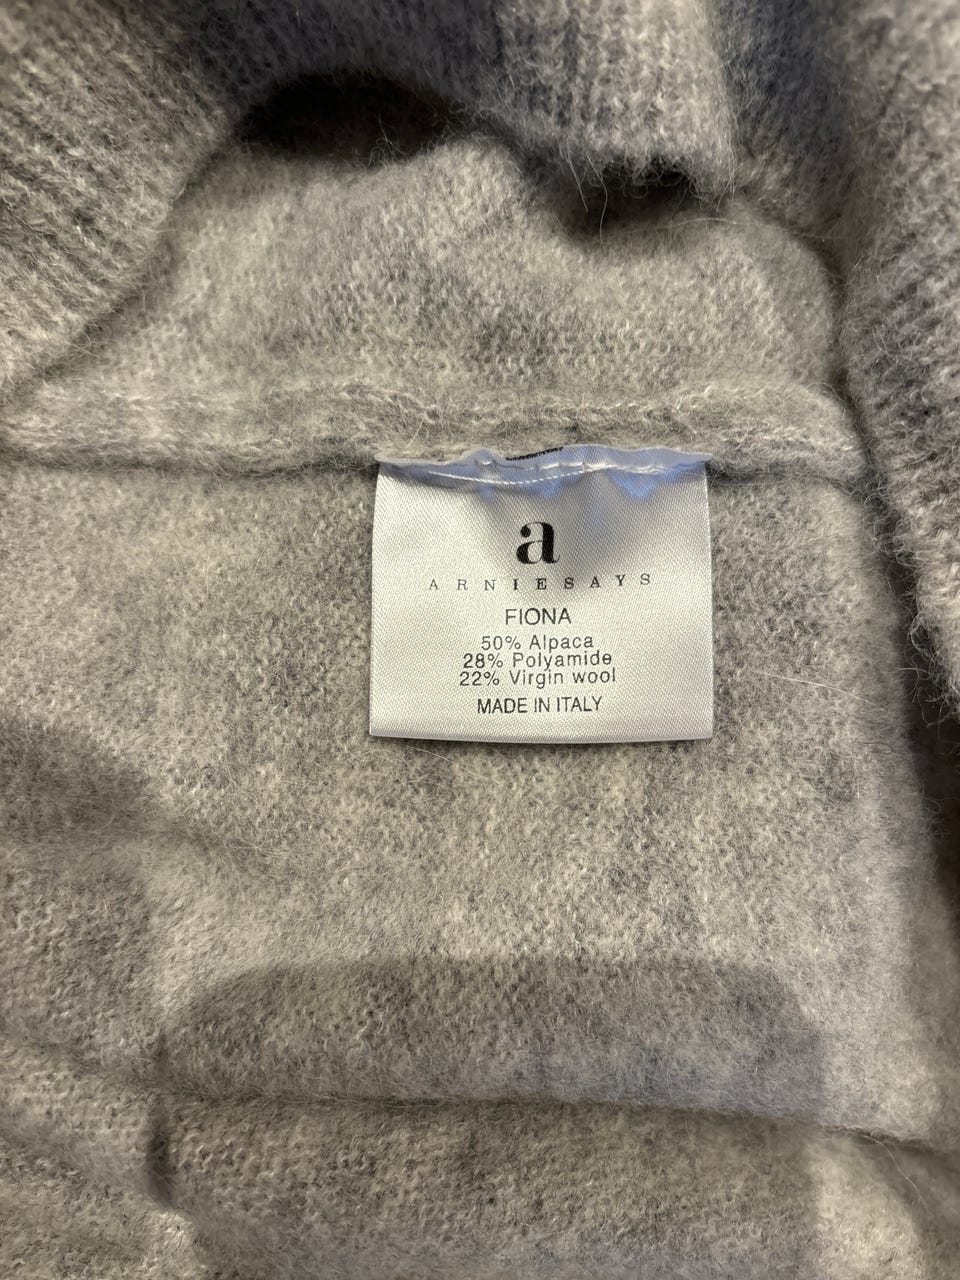 a
ARNIESAYS
FIONA
50% Alpaca
28% Polyamide
22% Virgin wool
MADE IN ITALY